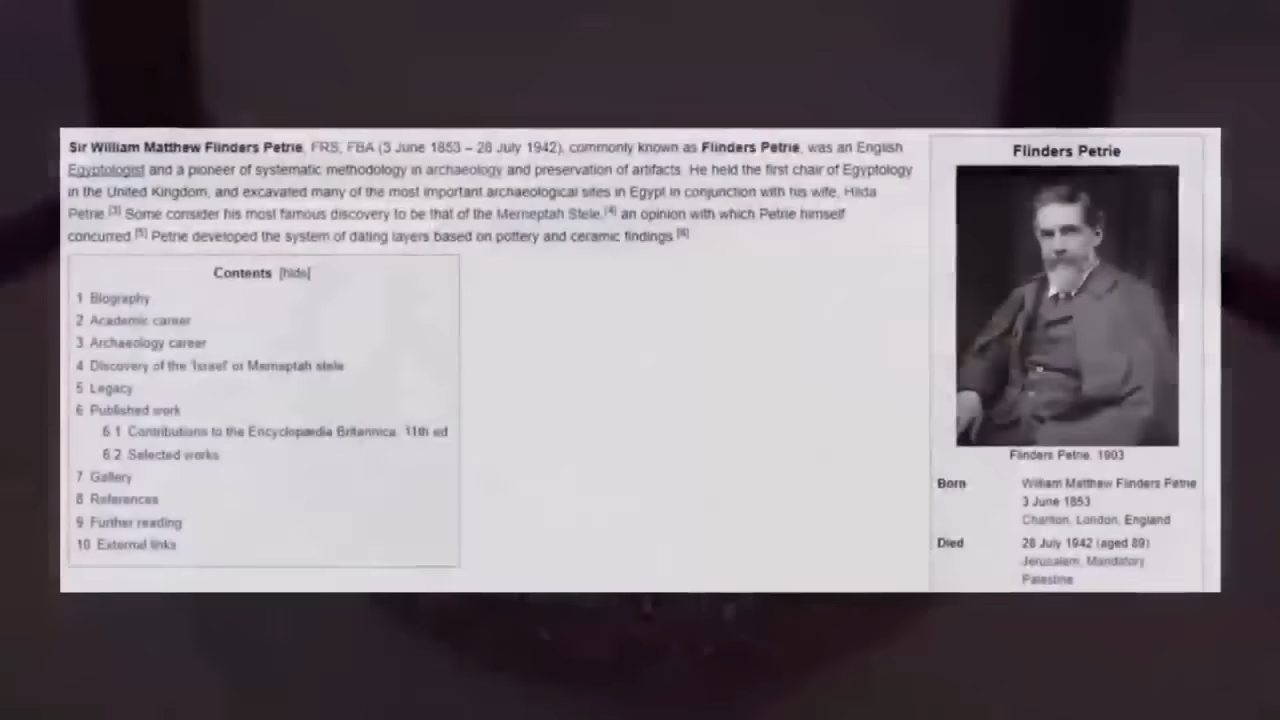 Sir William Matthew Flinders Petrie, FRS, FBA (3 June 1853 – 28 July 1942), commonly known as Flinders Petrie, was an English
Egyptologist and a pioneer of systematic methodology in archaeology and preservation of artifacts. He held the first chair of Egyptology
in the United Kingdom, and excavated many of the most important archaeological sites in Egypt in conjunction with his wife, Hilda
Petrie.[3] Some consider his most famous discovery to be that of the Merneptah Stele,[4] an opinion with which Petrie himself
concurred.[5] Petrie developed the system of dating layers based on pottery and ceramic findings.[6]
Contents [hide]
1 Biography
2 Academic career
3 Archaeology career
4 Discovery of the 'Israel' or Merneptah stele
5 Legacy
6 Published work
6.1 Contributions to the Encyclopædia Britannica, 11th ed
6.2 Selected works
7 Gallery
8 References
9 Further reading
10 External links
Flinders Petrie
Flinders Petrie, 1903
Born William Matthew Flinders Petrie
3 June 1853
Charlton, London, England
Died 28 July 1942 (aged 89)
Jerusalem, Mandatory
Palestine